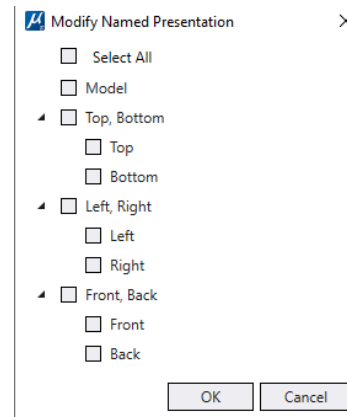 Modify Named Presentation
Select All
Model
Top, Bottom
Top
Bottom
Left, Right
Left
Right
Front, Back
Front
Back
OK Cancel